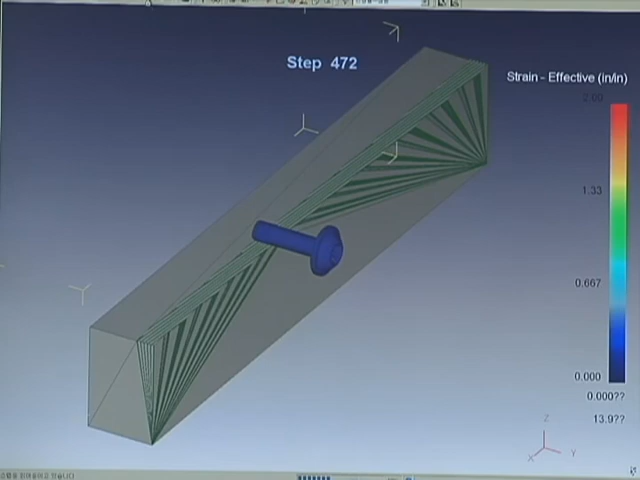 Step 472
Strain - Effective (in/in)
2.00
1.33
0.667
0.000
0.000??
13.9??
Z
X
Y